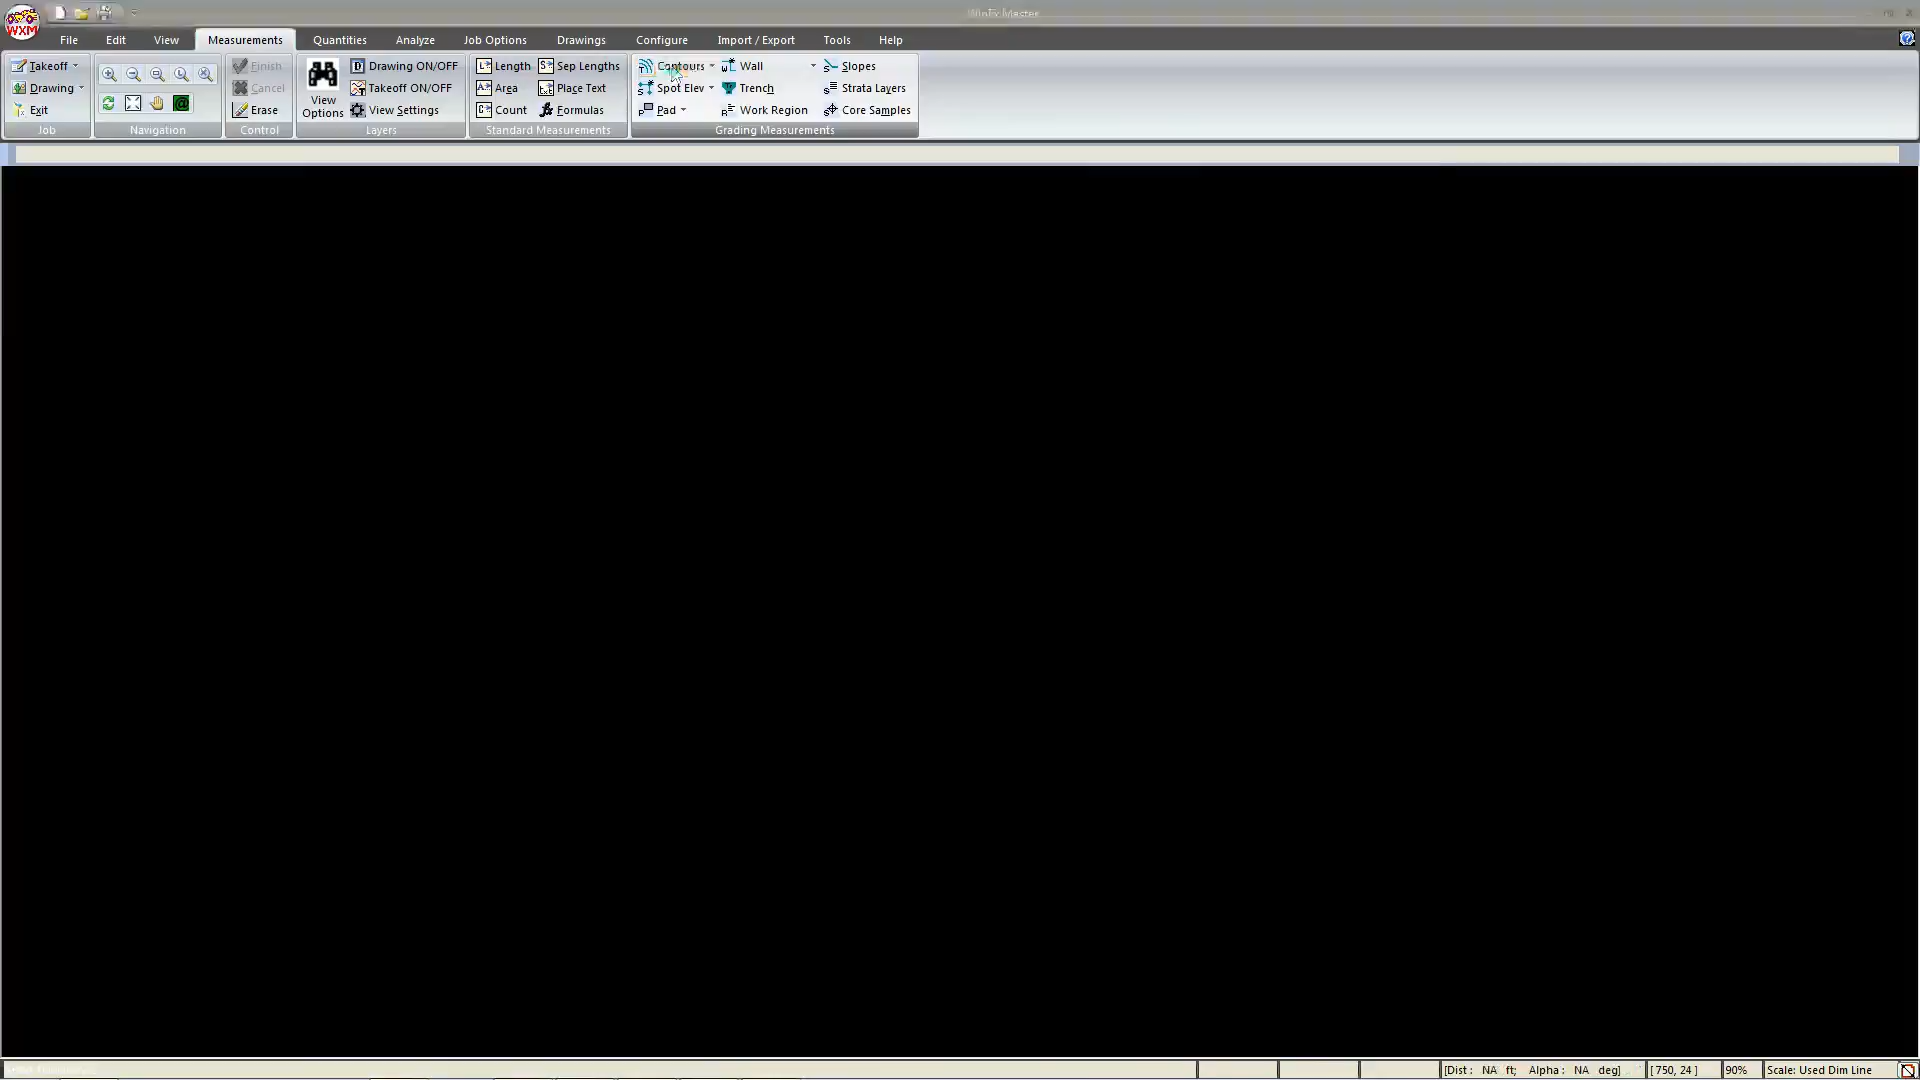 WinEx Master
WXM
File Edit View Measurements Quantities Analyze Job Options Drawings Configure Import / Export Tools Help
Takeoff Finish Drawing ON/OFF Length Sep Lengths Contours Wall Slopes
Drawing Cancel View Options Takeoff ON/OFF Area Place Text Spot Elev Trench Strata Layers
Exit Erase View Settings Count Formulas Pad Work Region Core Samples
Job Navigation Control Layers Standard Measurements Grading Measurements
[Dist : NA ft; Alpha : NA deg] [ 750, 24 ] 90% Scale: Used Dim Line